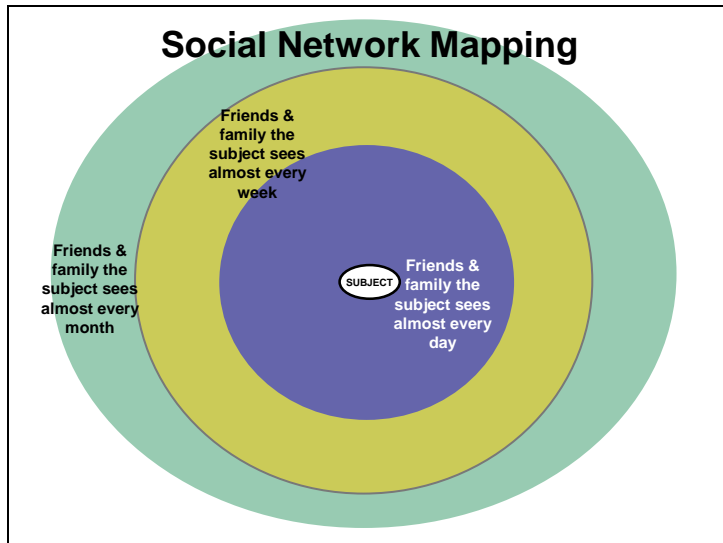 Social Network Mapping
Friends &
family the
subject sees
almost every
week
Friends &
family the
subject sees
almost every
month
SUBJECT
Friends &
family the
subject sees
almost every
day